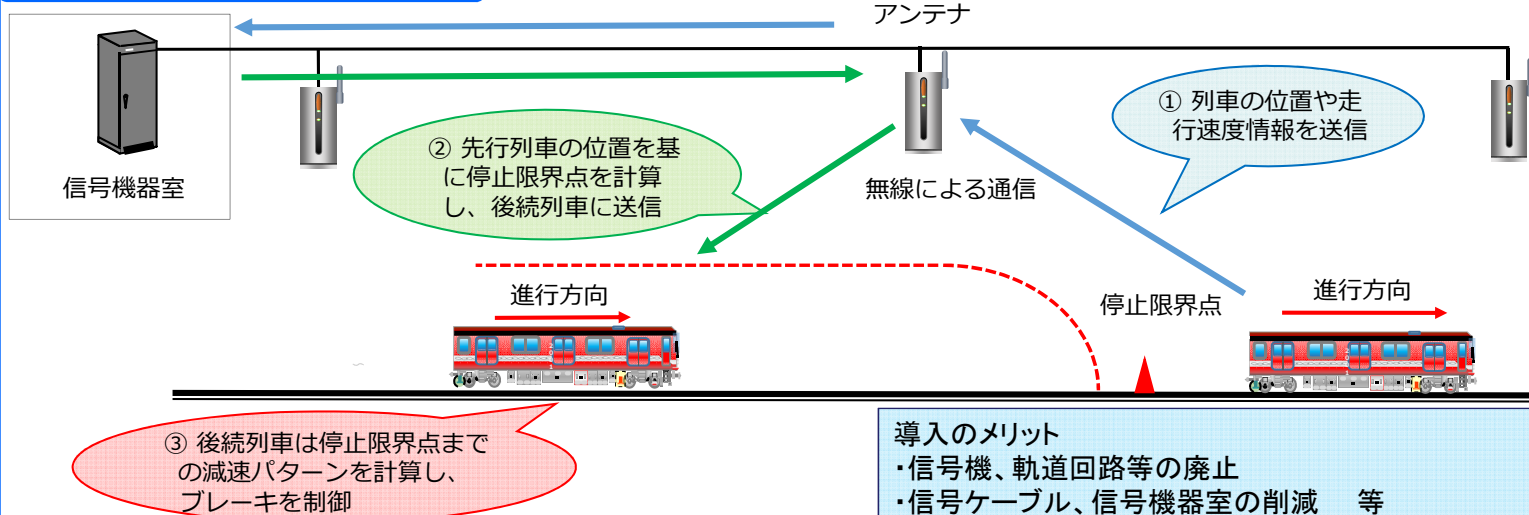 アンテナ
① 列車の位置や走
行速度情報を送信
② 先行列車の位置を基
に停止限界点を計算
し、後続列車に送信
信号機器室
無線による通信
進行方向
停止限界点
進行方向
③ 後続列車は停止限界点まで
の減速パターンを計算し、
ブレーキを制御
導入のメリット
・信号機、軌道回路等の廃止
・信号ケーブル、信号機器室の削減　等